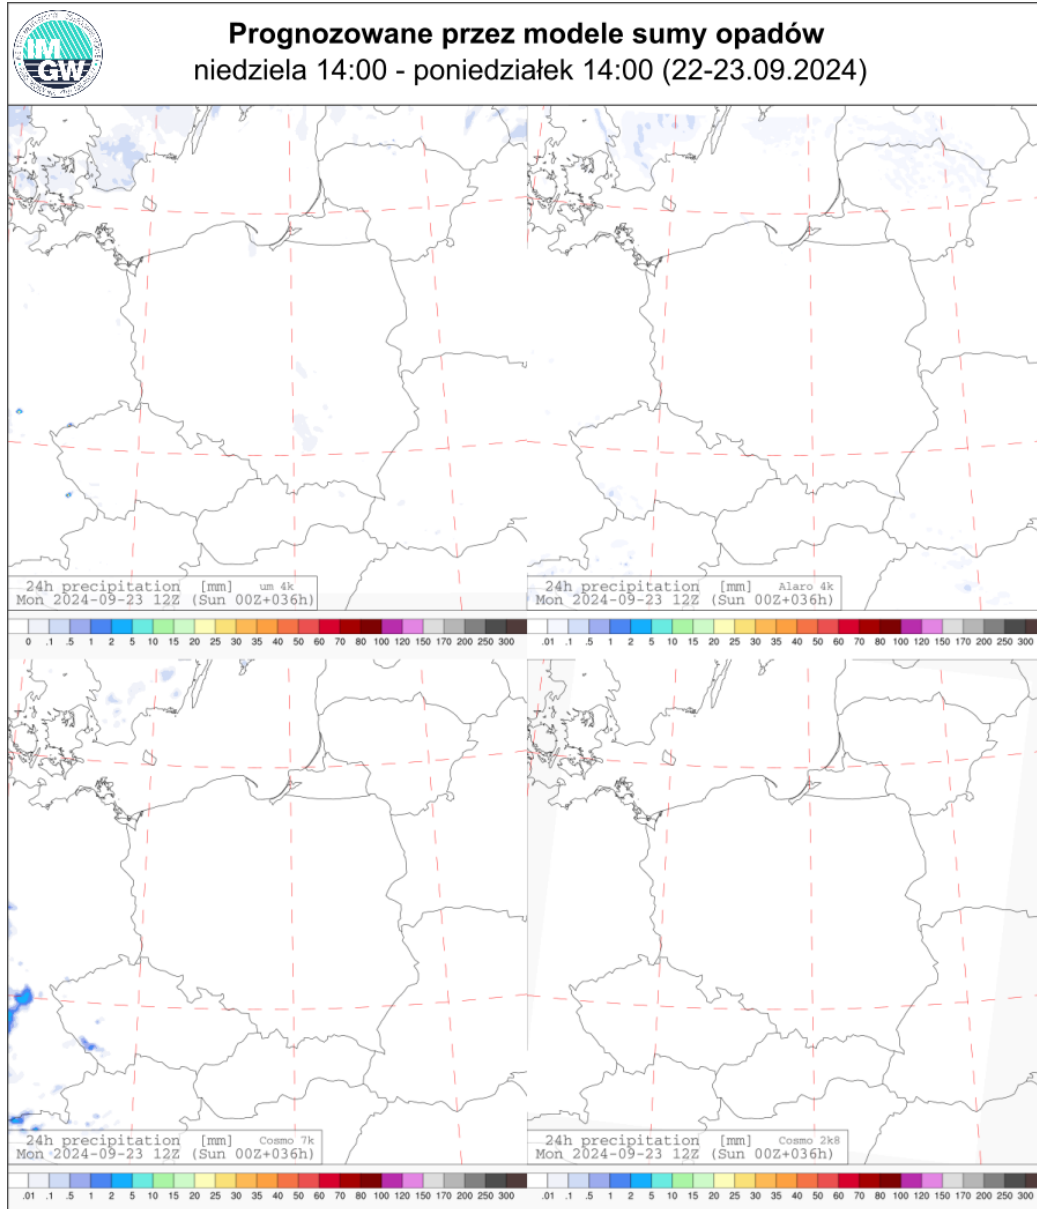 IM
GW
Prognozowane przez modele sumy opadów
niedziela 14:00 - poniedziałek 14:00 (22-23.09.2024)
24h precipitation [mm] um 4k
Mon 2024-09-23 12Z (Sun 00Z+036h)
0 .1 .5 1 2 5 10 15 20 25 30 35 40 50 60 70 80 100 120 150 170 200 250 300
24h precipitation [mm] Alaro 4k
Mon 2024-09-23 12Z (Sun 00Z+036h)
.01 .1 .5 1 2 5 10 15 20 25 30 35 40 50 60 70 80 100 120 150 170 200 250 300
24h precipitation [mm] Cosmo 7k
Mon 2024-09-23 12Z (Sun 00Z+036h)
.01 .1 .5 1 2 5 10 15 20 25 30 35 40 50 60 70 80 100 120 150 170 200 250 300
24h precipitation [mm] Cosmo 2k8
Mon 2024-09-23 12Z (Sun 00Z+036h)
.01 .1 .5 1 2 5 10 15 20 25 30 35 40 50 60 70 80 100 120 150 170 200 250 300